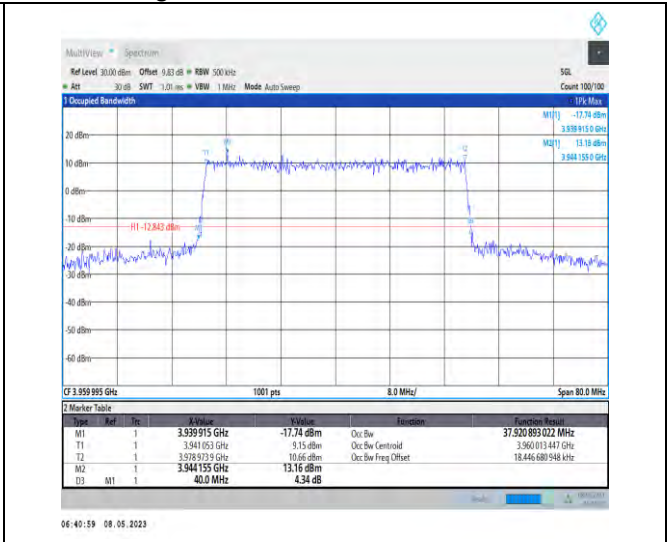 MultiView Spectrum
Ref Level 30.00 dBm Offset 9.83 dB RBW 500 kHz SGL
Att 30 dB SWT 1.01 ms VBW 1 MHz Mode Auto Sweep Count 100/100
1 Occupied Bandwidth 1Pk Max
M1[1] -17.74 dBm
3.939 915 0 GHz
M2[1] 13.16 dBm
3.944 155 0 GHz
20 dBm
T1
T2
10 dBm
0 dBm
-10 dBm
H1 -12.843 dBm
-20 dBm
-30 dBm
-40 dBm
-50 dBm
-60 dBm
CF 3.959 995 GHz 1001 pts 8.0 MHz/ Span 80.0 MHz
2 Marker Table
Type Ref Trc X-Value Y-Value Function Function Result
M1 1 3.939 915 GHz -17.74 dBm Occ Bw 37.920 893 022 MHz
T1 1 3.941 053 GHz 9.15 dBm Occ Bw Centroid 3.960 013 447 GHz
T2 1 3.978 973 9 GHz 10.66 dBm Occ Bw Freq Offset 18.446 680 948 kHz
M2 1 3.944 155 GHz 13.16 dBm
D3 M1 1 40.0 MHz 4.34 dB
06:40:59 08.05.2023